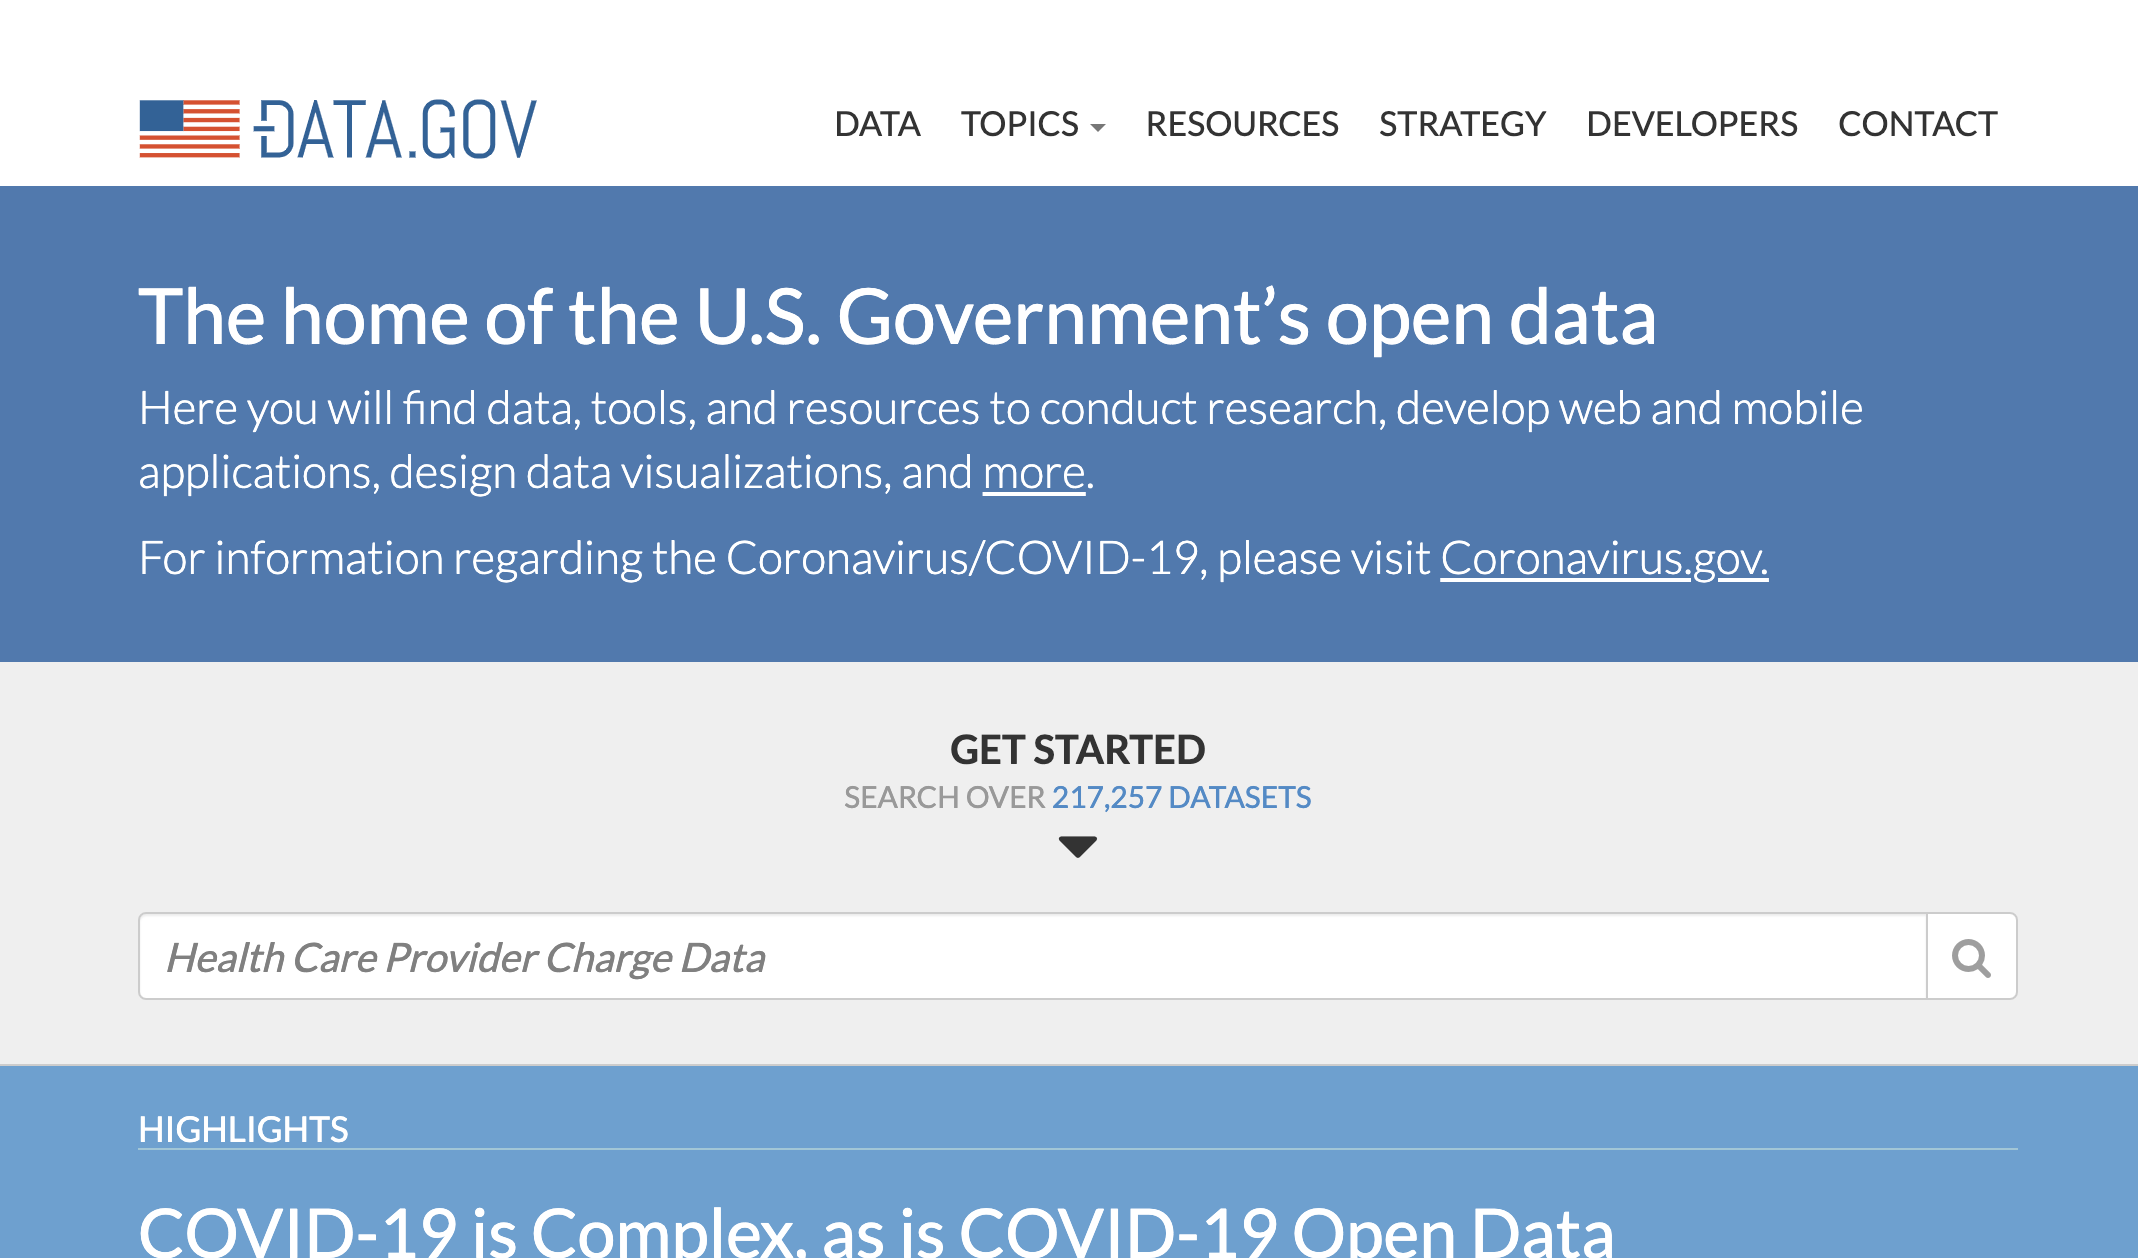 DATA.GOV
DATA TOPICS RESOURCES STRATEGY DEVELOPERS CONTACT
The home of the U.S. Government’s open data
Here you will find data, tools, and resources to conduct research, develop web and mobile
applications, design data visualizations, and more.
For information regarding the Coronavirus/COVID-19, please visit Coronavirus.gov.
GET STARTED
SEARCH OVER 217,257 DATASETS
Health Care Provider Charge Data
HIGHLIGHTS
COVID-19 is Complex, as is COVID-19 Open Data